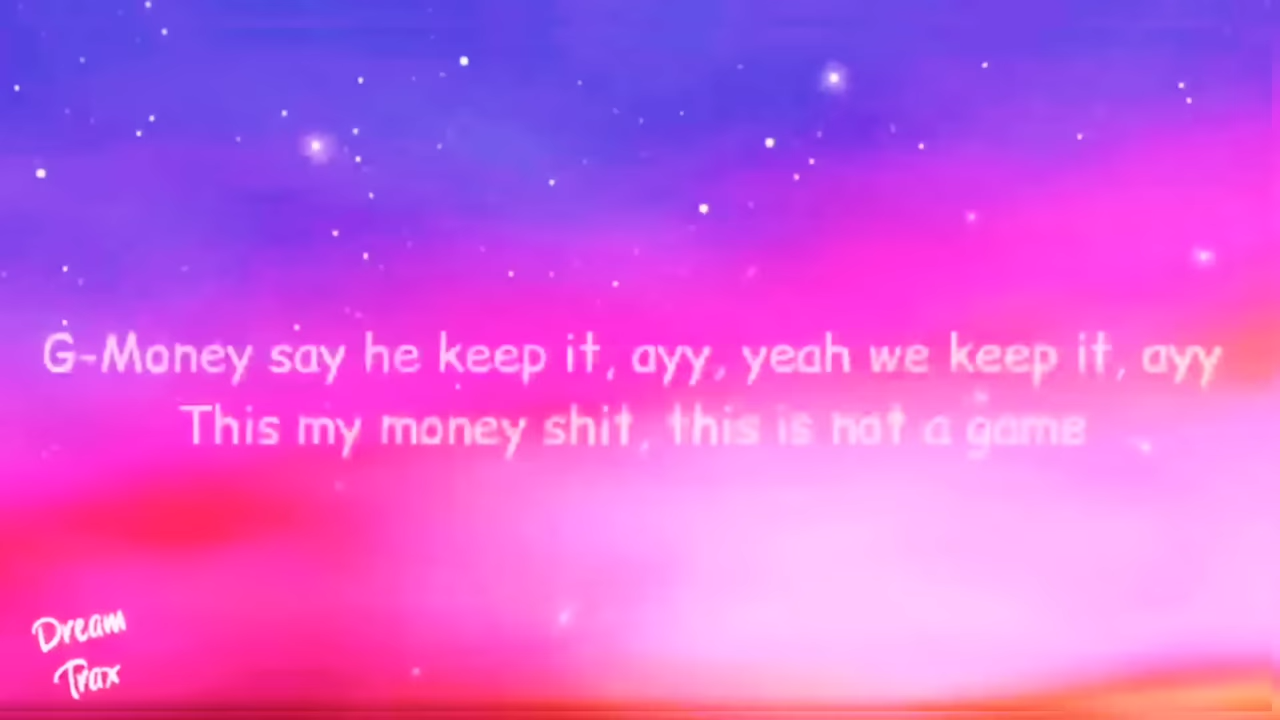 G-Money say he keep it, ayy, yeah we keep it, ayy
This my money shit, this is not a game
Dream
Trax